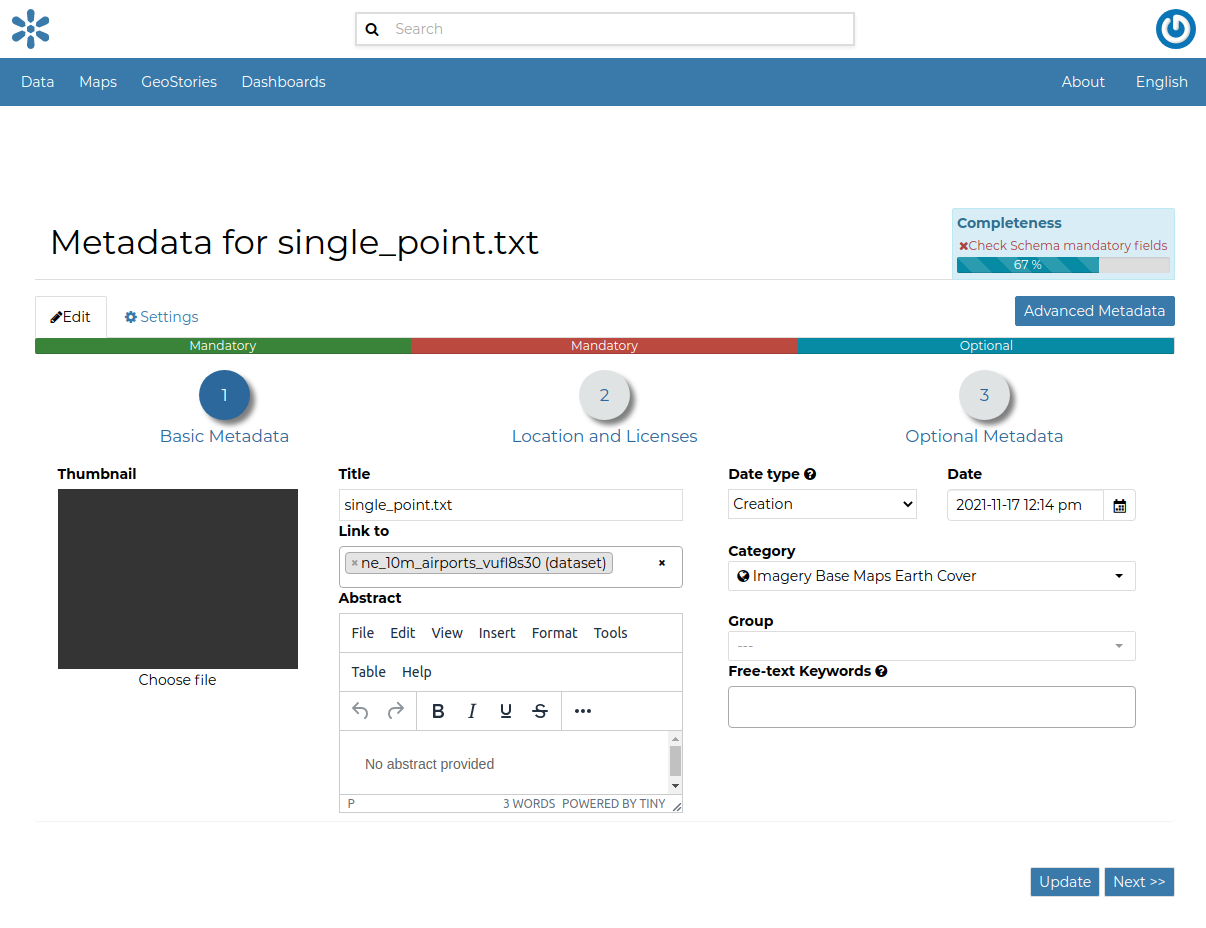 Search
Data Maps GeoStories Dashboards About English
Metadata for single_point.txt
Completeness
✖Check Schema mandatory fields
67 %
Edit Settings Advanced Metadata
Mandatory Mandatory Optional
1 2 3
Basic Metadata Location and Licenses Optional Metadata
Thumbnail
Choose file
Title
single_point.txt
Link to
× ne_10m_airports_vufl8s30 (dataset) ×
Abstract
File Edit View Insert Format Tools
Table Help
B I U S ...
No abstract provided
P 3 WORDS POWERED BY TINY
Date type ?
Creation
Date
2021-11-17 12:14 pm
Category
Imagery Base Maps Earth Cover
Group
---
Free-text Keywords ?
Update Next >>